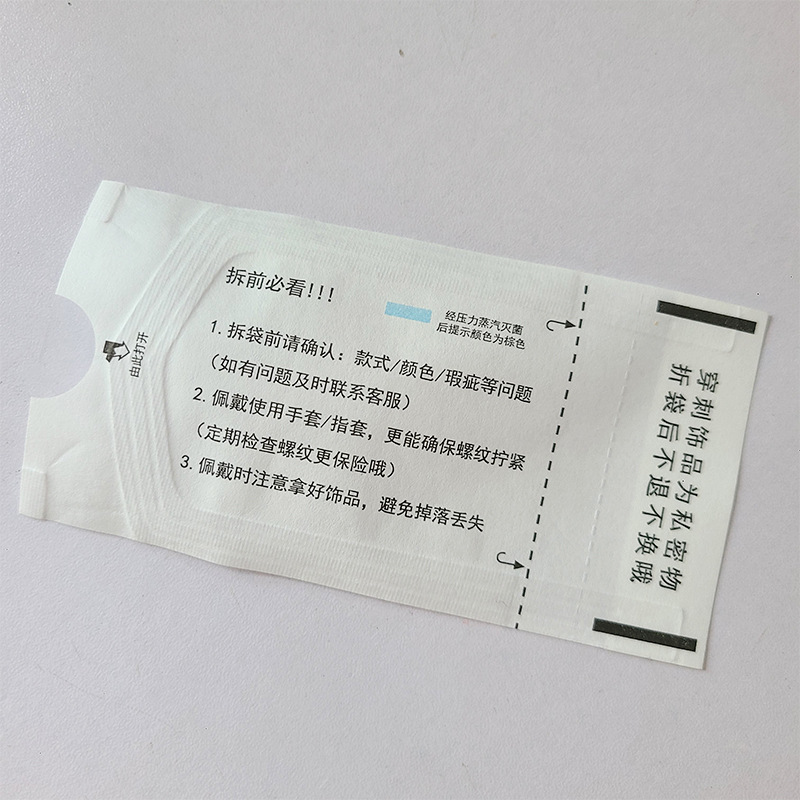 拆前必看!!!
经压力蒸汽灭菌
后提示颜色为棕色
1. 拆袋前请确认：款式/颜色/瑕疵等问题
（如有问题及时联系客服）
2. 佩戴使用手套/指套，更能确保螺纹拧紧
（定期检查螺纹更保险哦）
3. 佩戴时注意拿好饰品，避免掉落丢失
由此打开
穿刺饰品为私密物
折袋后不退不换哦